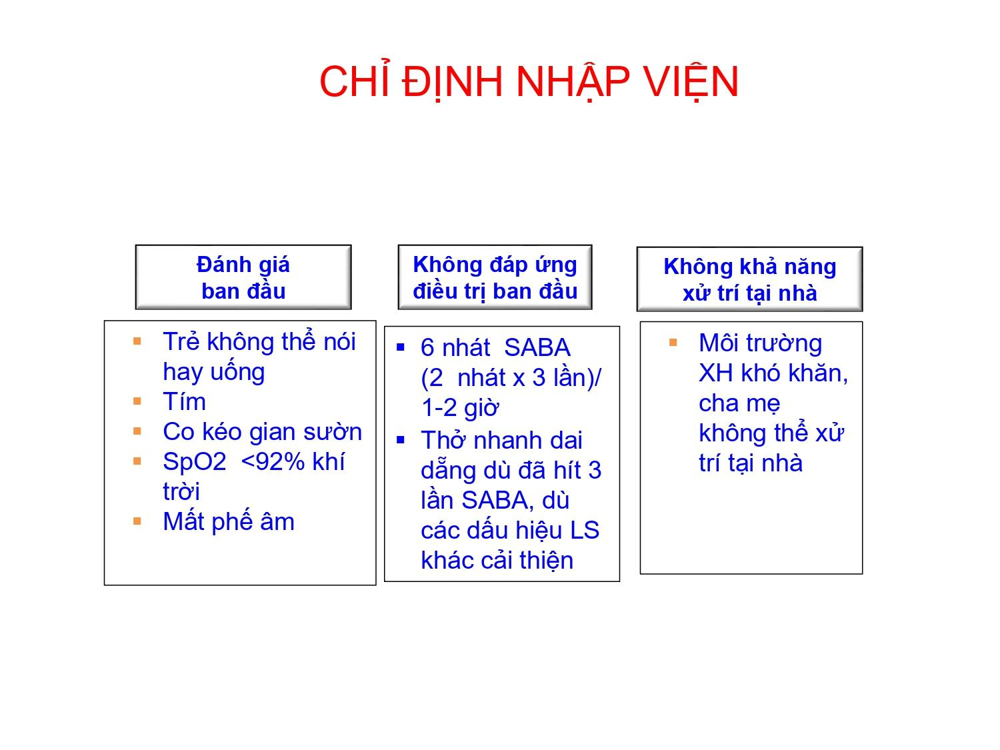 CHỈ ĐỊNH NHẬP VIỆN
Đánh giá
ban đầu
Trẻ không thể nói
hay uống
Tím
Co kéo gian sườn
SpO2 <92% khí
trời
Mất phế âm
Không đáp ứng
điều trị ban đầu
6 nhát SABA
(2 nhát x 3 lần)/
1-2 giờ
Thở nhanh dai
dẵng dù đã hít 3
lần SABA, dù
các dấu hiệu LS
khác cải thiện
Không khả năng
xử trí tại nhà
Môi trường
XH khó khăn,
cha mẹ
không thể xử
trí tại nhà